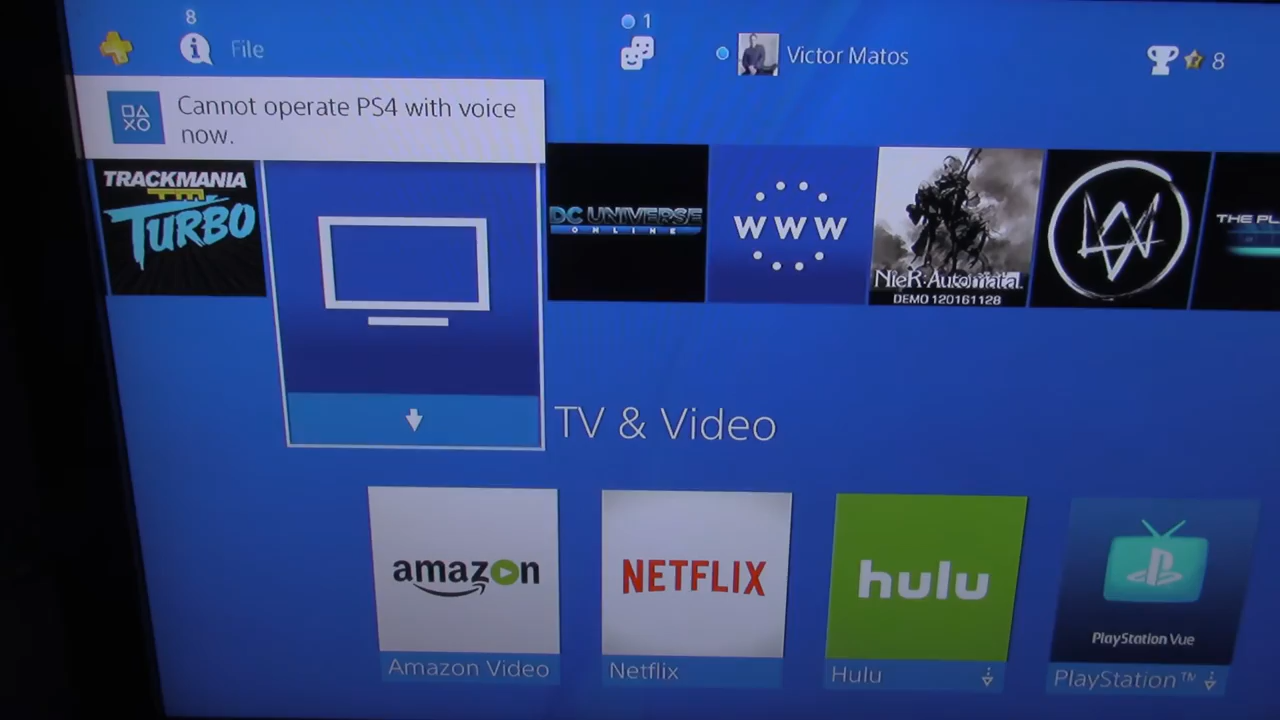 8
File
1
Victor Matos
8
Cannot operate PS4 with voice
now.
TRACKMANIA
TM
TURBO
DC UNIVERSE
ONLINE
WWW
NieR:Automata
DEMO 120161128
THE PL
TV & Video
amazon
NETFLIX
hulu
PlayStation Vue
Amazon Video
Netflix
Hulu
PlayStation™